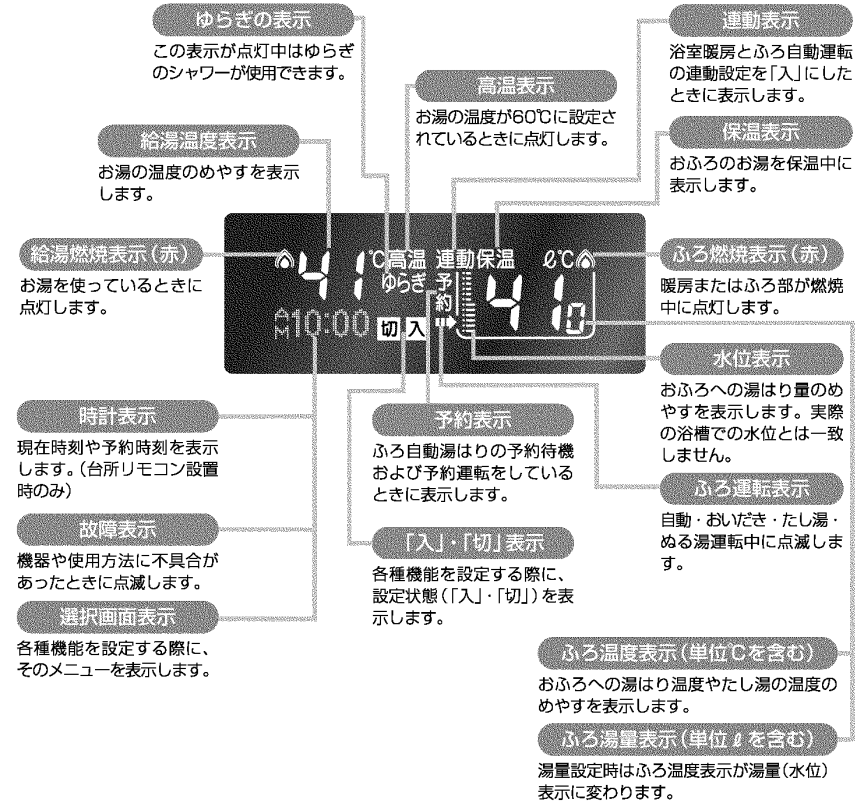 ゆらぎの表示
この表示が点灯中はゆらぎ
のシャワーが使用できます。
連動表示
浴室暖房とふろ自動運転
の連動設定を「入」にした
ときに表示します。
高温表示
お湯の温度が60℃に設定さ
れているときに点灯します。
給湯温度表示
お湯の温度のめやすを表示
します。
保温表示
おふろのお湯を保温中に
表示します。
給湯燃焼表示(赤)
お湯を使っているときに
点灯します。
41℃高温 連動保温 ℓ℃
ゆらぎ 予約 41 0
AM10:00 切 入
ふろ燃焼表示(赤)
暖房またはふろ部が燃焼
中に点灯します。
水位表示
おふろへの湯はり量のめ
やすを表示します。実際
の浴槽での水位とは一致
しません。
時計表示
現在時刻や予約時刻を表示
します。(台所リモコン設置
時のみ)
予約表示
ふろ自動湯はりの予約待機
および予約運転をしている
ときに表示します。
ふろ運転表示
自動・おいだき・たし湯・
ぬる湯運転中に点滅しま
す。
故障表示
機器や使用方法に不具合が
あったときに点滅します。
「入」・「切」表示
各種機能を設定する際に、
設定状態(「入」・「切」)を表
示します。
選択画面表示
各種機能を設定する際に、
そのメニューを表示します。
ふろ温度表示(単位℃を含む)
おふろへの湯はり温度やたし湯の温度の
めやすを表示します。
ふろ湯量表示(単位ℓを含む)
湯量設定時はふろ温度表示が湯量(水位)
表示に変わります。